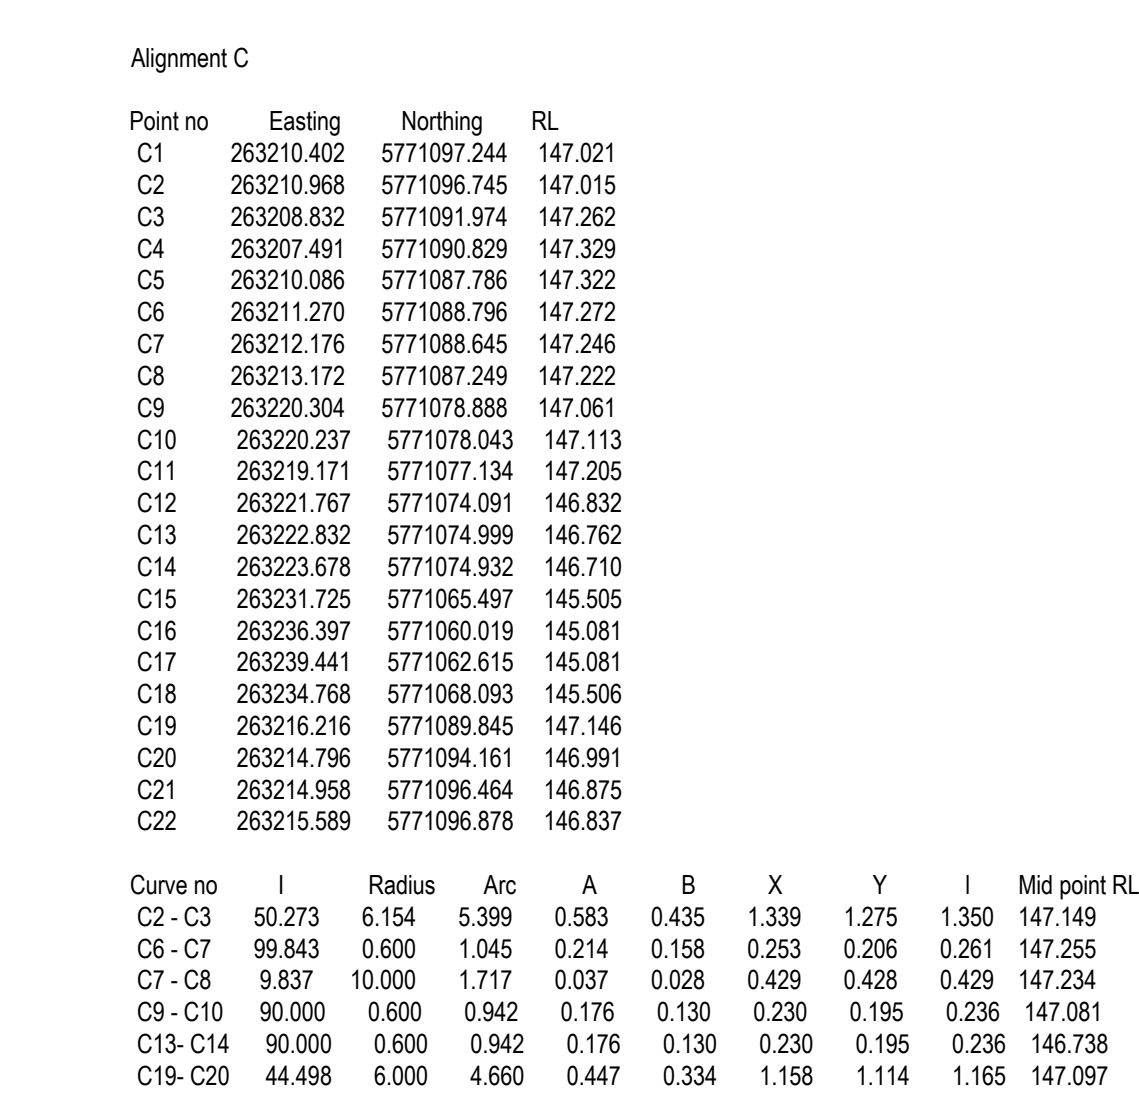 Alignment C
Point no Easting Northing RL
C1 263210.402 5771097.244 147.021
C2 263210.968 5771096.745 147.015
C3 263208.832 5771091.974 147.262
C4 263207.491 5771090.829 147.329
C5 263210.086 5771087.786 147.322
C6 263211.270 5771088.796 147.272
C7 263212.176 5771088.645 147.246
C8 263213.172 5771087.249 147.222
C9 263220.304 5771078.888 147.061
C10 263220.237 5771078.043 147.113
C11 263219.171 5771077.134 147.205
C12 263221.767 5771074.091 146.832
C13 263222.832 5771074.999 146.762
C14 263223.678 5771074.932 146.710
C15 263231.725 5771065.497 145.505
C16 263236.397 5771060.019 145.081
C17 263239.441 5771062.615 145.081
C18 263234.768 5771068.093 145.506
C19 263216.216 5771089.845 147.146
C20 263214.796 5771094.161 146.991
C21 263214.958 5771096.464 146.875
C22 263215.589 5771096.878 146.837
Curve no I Radius Arc A B X Y I Mid point RL
C2 - C3 50.273 6.154 5.399 0.583 0.435 1.339 1.275 1.350 147.149
C6 - C7 99.843 0.600 1.045 0.214 0.158 0.253 0.206 0.261 147.255
C7 - C8 9.837 10.000 1.717 0.037 0.028 0.429 0.428 0.429 147.234
C9 - C10 90.000 0.600 0.942 0.176 0.130 0.230 0.195 0.236 147.081
C13- C14 90.000 0.600 0.942 0.176 0.130 0.230 0.195 0.236 146.738
C19- C20 44.498 6.000 4.660 0.447 0.334 1.158 1.114 1.165 147.097